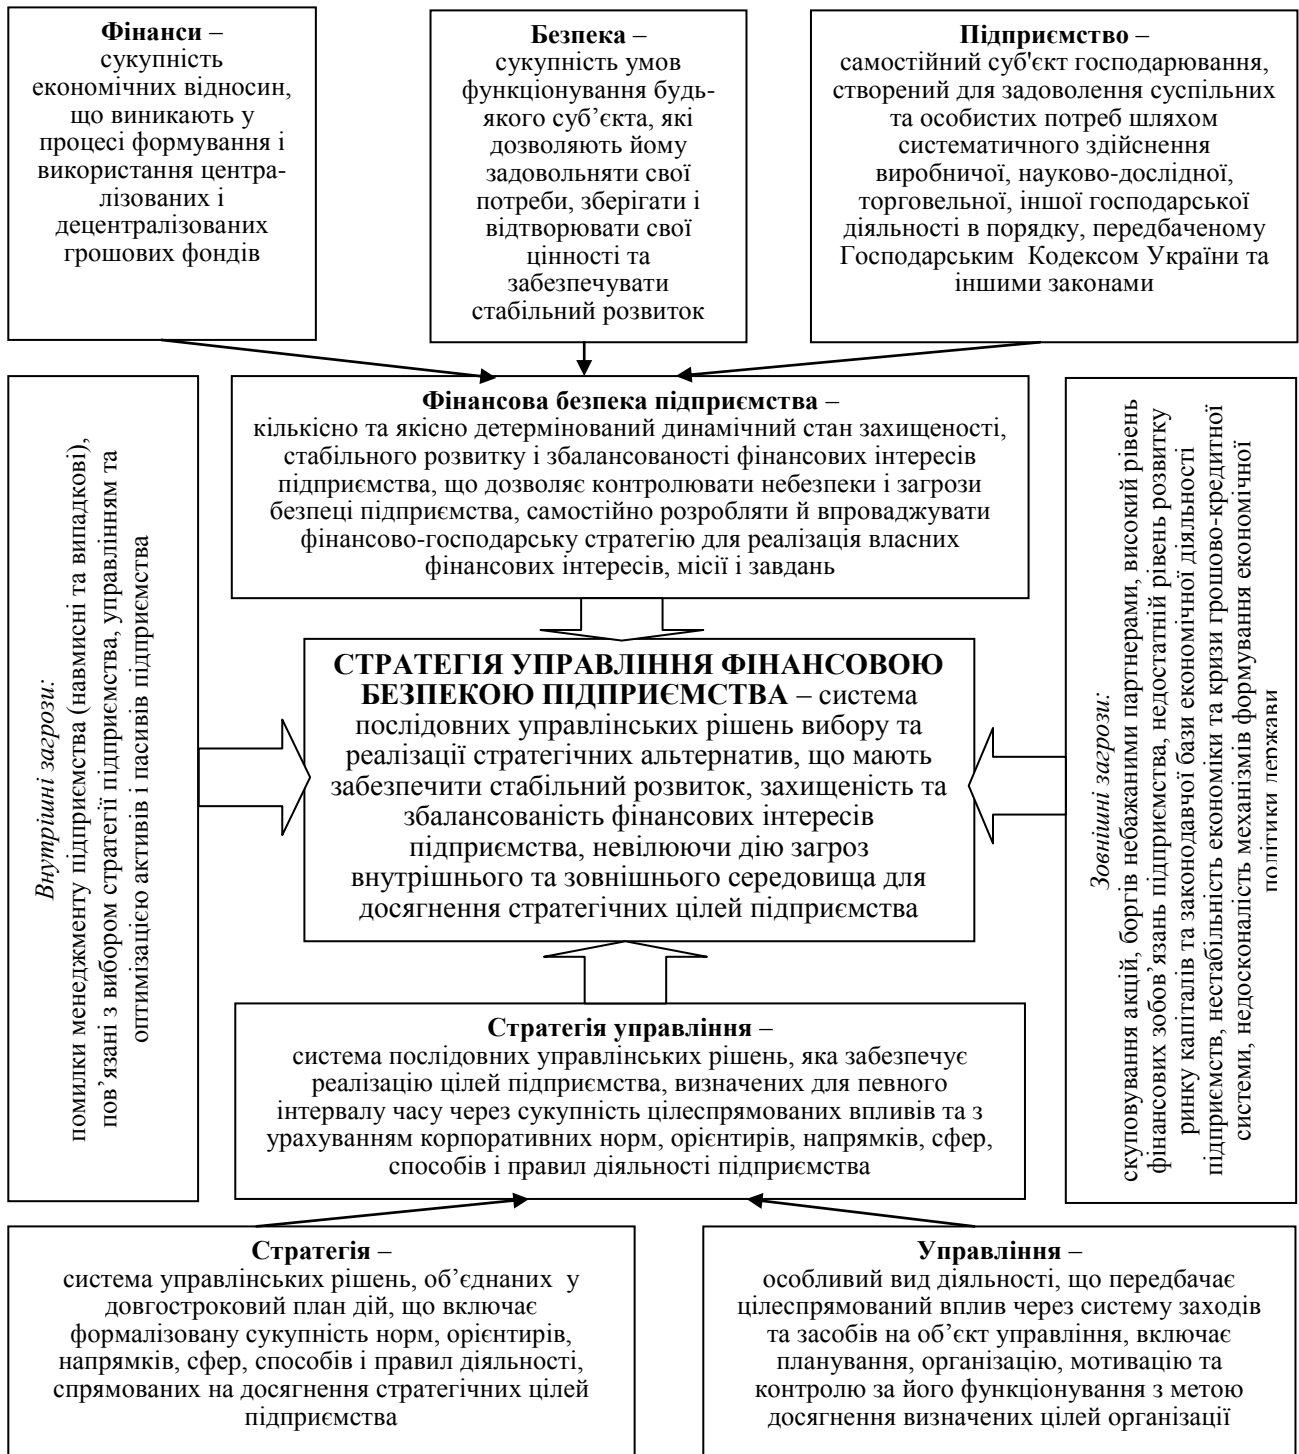 Фінанси –
сукупність
економічних відносин,
що виникають у
процесі формування і
використання центра-
лізованих і
децентралізованих
грошових фондів
Безпека –
сукупність умов
функціонування будь-
якого суб’єкта, які
дозволяють йому
задовольняти свої
потреби, зберігати і
відтворювати свої
цінності та
забезпечувати
стабільний розвиток
Підприємство –
самостійний суб'єкт господарювання,
створений для задоволення суспільних
та особистих потреб шляхом
систематичного здійснення
виробничої, науково-дослідної,
торговельної, іншої господарської
діяльності в порядку, передбаченому
Господарським Кодексом України та
іншими законами
Фінансова безпека підприємства –
кількісно та якісно детермінований динамічний стан захищеності,
стабільного розвитку і збалансованості фінансових інтересів
підприємства, що дозволяє контролювати небезпеки і загрози
безпеці підприємства, самостійно розробляти й впроваджувати
фінансово-господарську стратегію для реалізація власних
фінансових інтересів, місії і завдань
Внутрішні загрози:
помилки менеджменту підприємства (навмисні та випадкові),
пов’язані з вибором стратегії підприємства, управлінням та
оптимізацією активів і пасивів підприємства
СТРАТЕГІЯ УПРАВЛІННЯ ФІНАНСОВОЮ
БЕЗПЕКОЮ ПІДПРИЄМСТВА – система
послідовних управлінських рішень вибору та
реалізації стратегічних альтернатив, що мають
забезпечити стабільний розвиток, захищеність та
збалансованість фінансових інтересів
підприємства, невілюючи дію загроз
внутрішнього та зовнішнього середовища для
досягнення стратегічних цілей підприємства
Зовнішні загрози:
скуповування акцій, боргів небажаними партнерами, високий рівень
фінансових зобов’язань підприємства, недостатній рівень розвитку
ринку капіталів та законодавчої бази економічної діяльності
підприємств, нестабільність економіки та кризи грошово-кредитної
системи, недосконалість механізмів формування економічної
політики держави
Стратегія управління –
система послідовних управлінських рішень, яка забезпечує
реалізацію цілей підприємства, визначених для певного
інтервалу часу через сукупність цілеспрямованих впливів та з
урахуванням корпоративних норм, орієнтирів, напрямків, сфер,
способів і правил діяльності підприємства
Стратегія –
система управлінських рішень, об’єднаних у
довгостроковий план дій, що включає
формалізовану сукупність норм, орієнтирів,
напрямків, сфер, способів і правил діяльності,
спрямованих на досягнення стратегічних цілей
підприємства
Управління –
особливий вид діяльності, що передбачає
цілеспрямований вплив через систему заходів
та засобів на об’єкт управління, включає
планування, організацію, мотивацію та
контролю за його функціонування з метою
досягнення визначених цілей організації